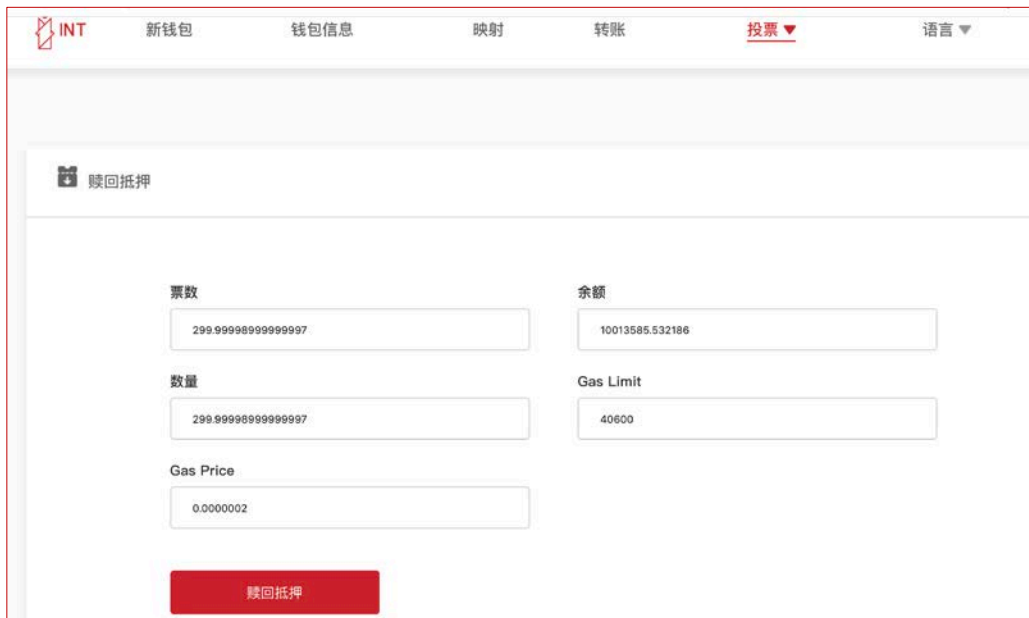 INT 新钱包 钱包信息 映射 转账 投票 ▼ 语言 ▼
赎回抵押
票数 余额
299.99998999999997 10013585.532186
数量 Gas Limit
299.99998999999997 40600
Gas Price
0.0000002
赎回抵押